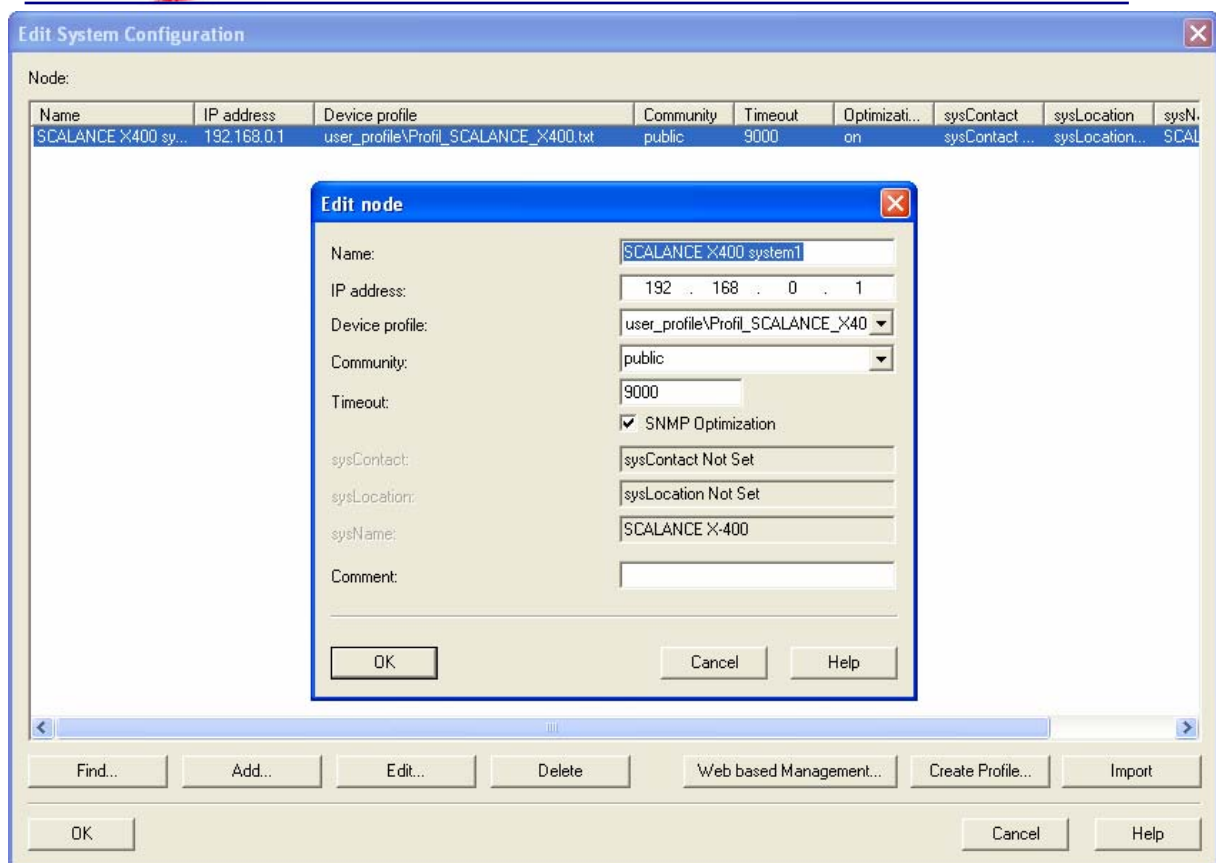 Edit System Configuration
Node:
Name IP address Device profile Community Timeout Optimizati... sysContact sysLocation sysN
SCALANCE X400 sy... 192.168.0.1 user_profile\Profil_SCALANCE_X400.txt public 9000 on sysContact ... sysLocation... SCAL
Edit node
Name: SCALANCE X400 system1
IP address: 192 . 168 . 0 . 1
Device profile: user_profile\Profil_SCALANCE_X40
Community: public
Timeout: 9000
SNMP Optimization
sysContact: sysContact Not Set
sysLocation: sysLocation Not Set
sysName: SCALANCE X-400
Comment:
OK Cancel Help
Find... Add... Edit... Delete Web based Management... Create Profile... Import
OK Cancel Help